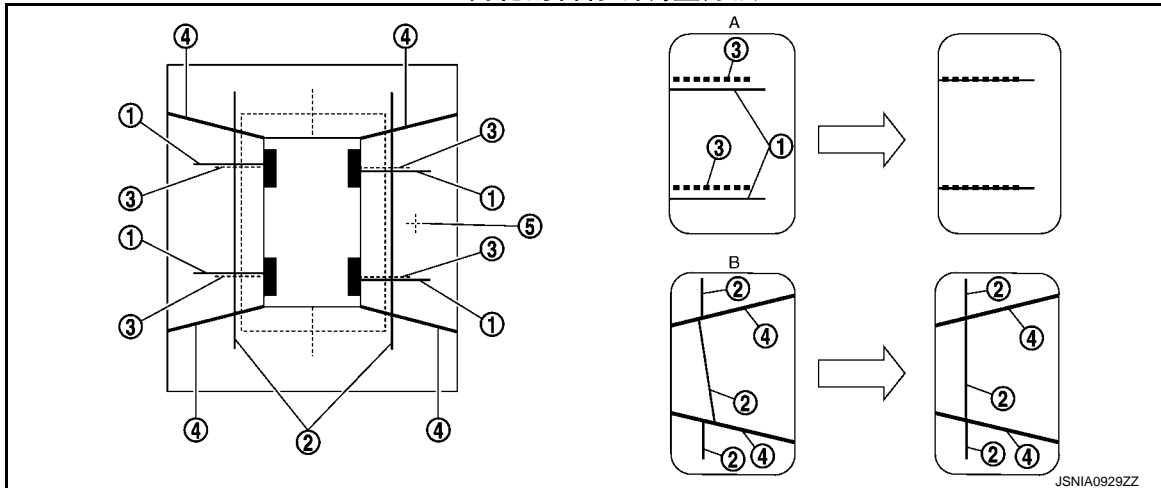 ④ ④ A
③
① ③ ③ ①
③ ①
① ③ ⑤
③ ①
B
② ②
④ ④
② ②
② ④ ② ④
④ ② ④
JSNIA0929ZZ